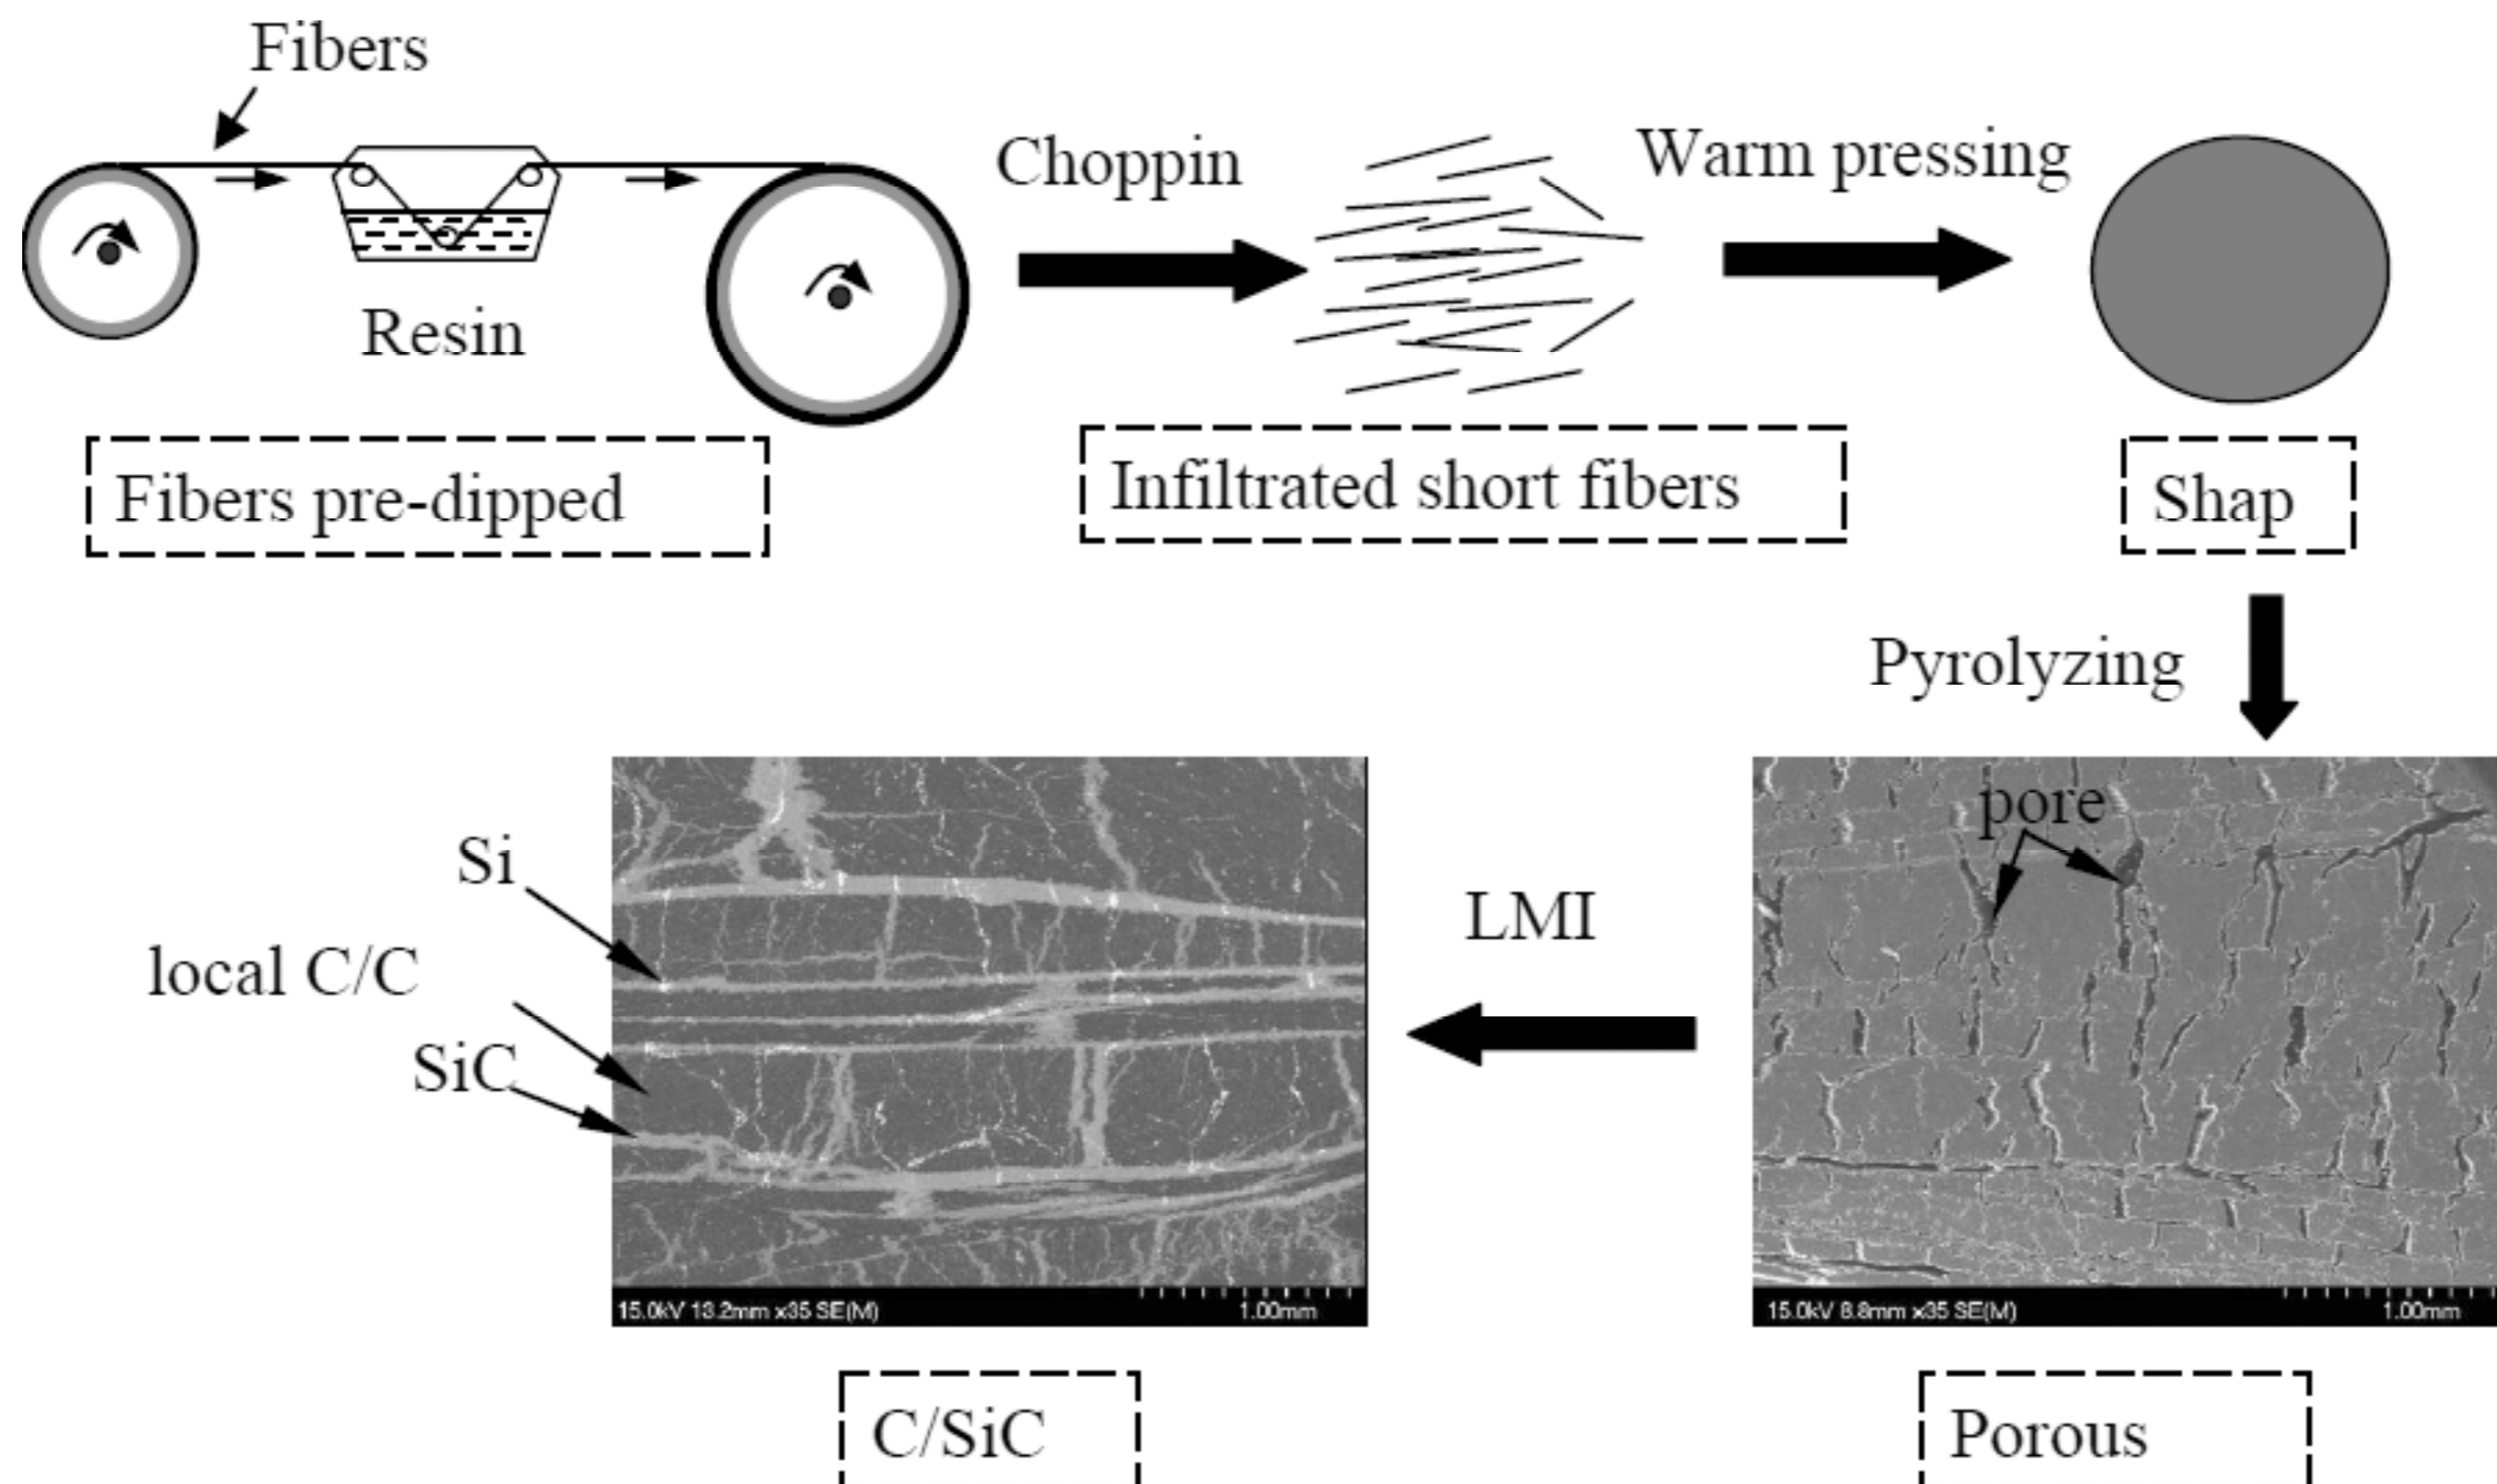 Fibers
Resin
Choppin
Warm pressing
Fibers pre-dipped
Infiltrated short fibers
Shap
Pyrolyzing
pore
Si
local C/C
SiC
LMI
15.0kV 13.2mm x35 SE(M)
1.00mm
15.0kV 8.8mm x35 SE(M)
1.00mm
C/SiC
Porous